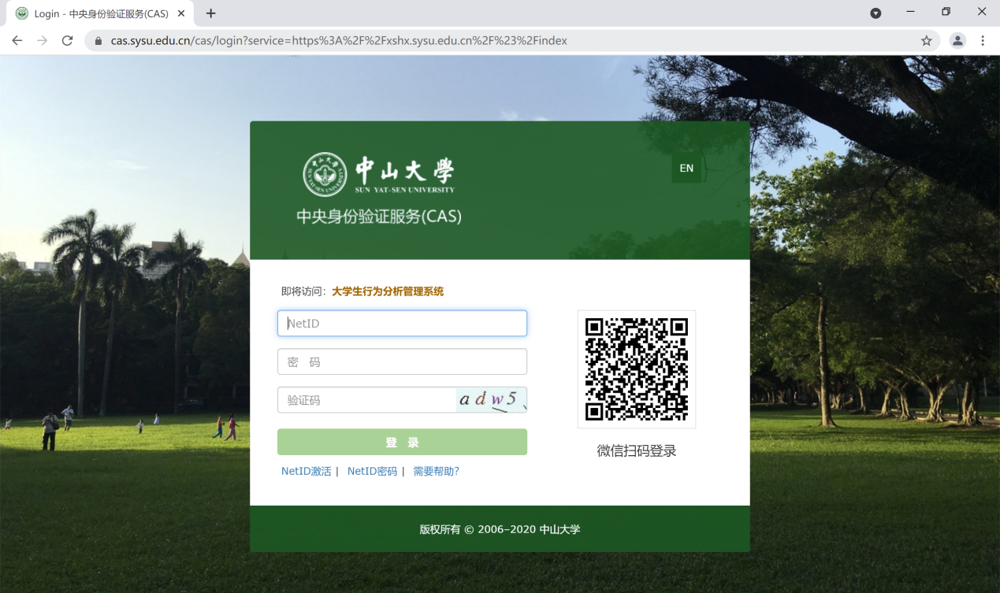 Login - 中央身份验证服务(CAS)
cas.sysu.edu.cn/cas/login?service=https%3A%2F%2Fxshx.sysu.edu.cn%2F%23%2Findex
中山大學
SUN YAT-SEN UNIVERSITY
EN
中央身份验证服务(CAS)
即将访问：大学生行为分析管理系统
NetID
密 码
验证码
adw5
登 录
NetID激活 | NetID密码 | 需要帮助?
微信扫码登录
版权所有 © 2006-2020 中山大学